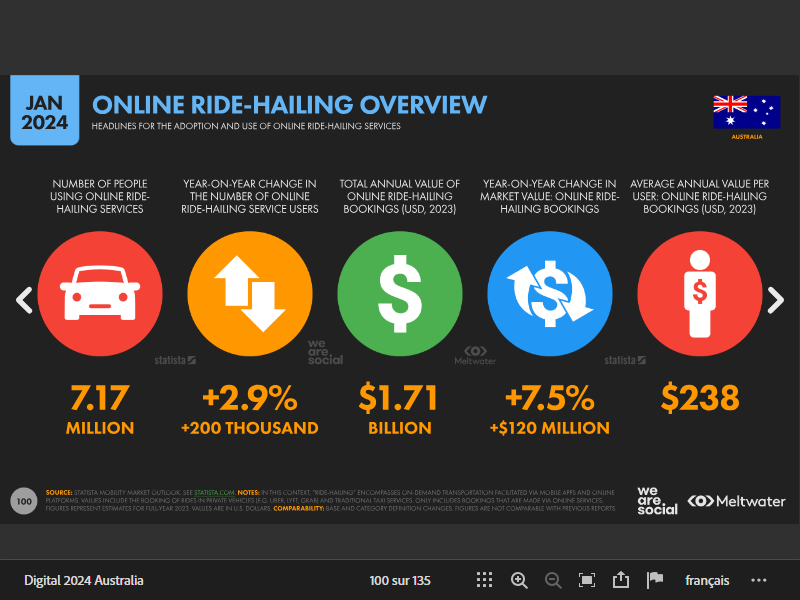 JAN
2024
ONLINE RIDE-HAILING OVERVIEW
HEADLINES FOR THE ADOPTION AND USE OF ONLINE RIDE-HAILING SERVICES
AUSTRALIA
NUMBER OF PEOPLE
USING ONLINE RIDE-
HAILING SERVICES
YEAR-ON-YEAR CHANGE IN
THE NUMBER OF ONLINE
RIDE-HAILING SERVICE USERS
TOTAL ANNUAL VALUE OF
ONLINE RIDE-HAILING
BOOKINGS (USD, 2023)
YEAR-ON-YEAR CHANGE IN
MARKET VALUE: ONLINE RIDE-
HAILING BOOKINGS
AVERAGE ANNUAL VALUE PER
USER: ONLINE RIDE-HAILING
BOOKINGS (USD, 2023)
$
$
$
statista
we
are.
social
Meltwater
statista
7.17
MILLION
+2.9%
+200 THOUSAND
$1.71
BILLION
+7.5%
+$120 MILLION
$238
100
SOURCE: STATISTA MOBILITY MARKET OUTLOOK. SEE STATISTA.COM. NOTES: IN THIS CONTEXT, "RIDE-HAILING" ENCOMPASSES ON-DEMAND TRANSPORTATION FACILITATED VIA MOBILE APPS AND ONLINE
PLATFORMS. VALUES INCLUDE THE BOOKING OF RIDES IN PRIVATE VEHICLES (E.G. UBER, LYFT, GRAB) AND TRADITIONAL TAXI SERVICES. ONLY INCLUDES BOOKINGS THAT ARE MADE VIA ONLINE SERVICES.
FIGURES REPRESENT ESTIMATES FOR FULL-YEAR 2023. VALUES ARE IN U.S. DOLLARS. COMPARABILITY: BASE AND CATEGORY DEFINITION CHANGES. FIGURES ARE NOT COMPARABLE WITH PREVIOUS REPORTS.
we
are.
social
Meltwater
Digital 2024 Australia
100 sur 135
français